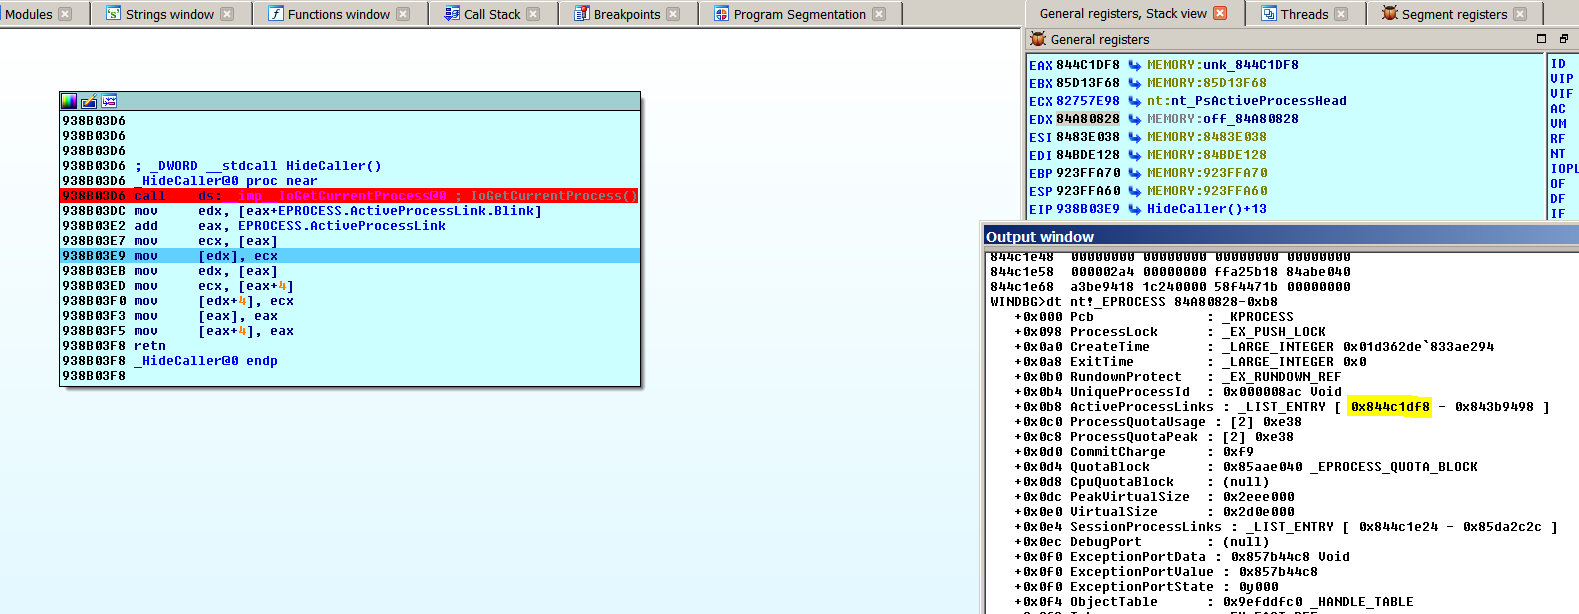 Modules
Strings window
Functions window
Call Stack
Breakpoints
Program Segmentation
General registers, Stack view
Threads
Segment registers
General registers
EAX 844C1DF8 MEMORY:unk_844C1DF8
EBX 85D13F68 MEMORY:85D13F68
ECX 82757E98 nt:nt_PsActiveProcessHead
EDX 84A80828 MEMORY:off_84A80828
ESI 8483E038 MEMORY:8483E038
EDI 84BDE128 MEMORY:84BDE128
EBP 923FFA70 MEMORY:923FFA70
ESP 923FFA60 MEMORY:923FFA60
EIP 938B03E9 HideCaller()+13
ID
VIP
VIF
AC
VM
RF
NT
IOPL
OF
DF
IF
938B03D6
938B03D6
938B03D6
938B03D6 ; _DWORD __stdcall HideCaller()
938B03D6 _HideCaller@0 proc near
938B03D6 call ds:__imp__IoGetCurrentProcess@0 ; IoGetCurrentProcess()
938B03DC mov edx, [eax+EPROCESS.ActiveProcessLink.Blink]
938B03E2 add eax, EPROCESS.ActiveProcessLink
938B03E7 mov ecx, [eax]
938B03E9 mov [edx], ecx
938B03EB mov edx, [eax]
938B03ED mov ecx, [eax+4]
938B03F0 mov [edx+4], ecx
938B03F3 mov [eax], eax
938B03F5 mov [eax+4], eax
938B03F8 retn
938B03F8 _HideCaller@0 endp
938B03F8
Output window
844c1e48 00000000 00000000 00000000 00000000
844c1e58 000002a4 00000000 ffa25b18 84abe040
844c1e68 a3be9418 1c240000 58f4471b 00000000
WINDBG>dt nt!_EPROCESS 84A80828-0xb8
+0x000 Pcb : _KPROCESS
+0x098 ProcessLock : _EX_PUSH_LOCK
+0x0a0 CreateTime : _LARGE_INTEGER 0x01d362de`833ae294
+0x0a8 ExitTime : _LARGE_INTEGER 0x0
+0x0b0 RundownProtect : _EX_RUNDOWN_REF
+0x0b4 UniqueProcessId : 0x000008ac Void
+0x0b8 ActiveProcessLinks : _LIST_ENTRY [ 0x844c1df8 - 0x843b9498 ]
+0x0c0 ProcessQuotaUsage : [2] 0xe38
+0x0c8 ProcessQuotaPeak : [2] 0xe38
+0x0d0 CommitCharge : 0xf9
+0x0d4 QuotaBlock : 0x85aae040 _EPROCESS_QUOTA_BLOCK
+0x0d8 CpuQuotaBlock : (null)
+0x0dc PeakVirtualSize : 0x2eee000
+0x0e0 VirtualSize : 0x2d0e000
+0x0e4 SessionProcessLinks : _LIST_ENTRY [ 0x844c1e24 - 0x85da2c2c ]
+0x0ec DebugPort : (null)
+0x0f0 ExceptionPortData : 0x857b44c8 Void
+0x0f0 ExceptionPortValue : 0x857b44c8
+0x0f0 ExceptionPortState : 0y000
+0x0f4 ObjectTable : 0x9efddfc0 _HANDLE_TABLE